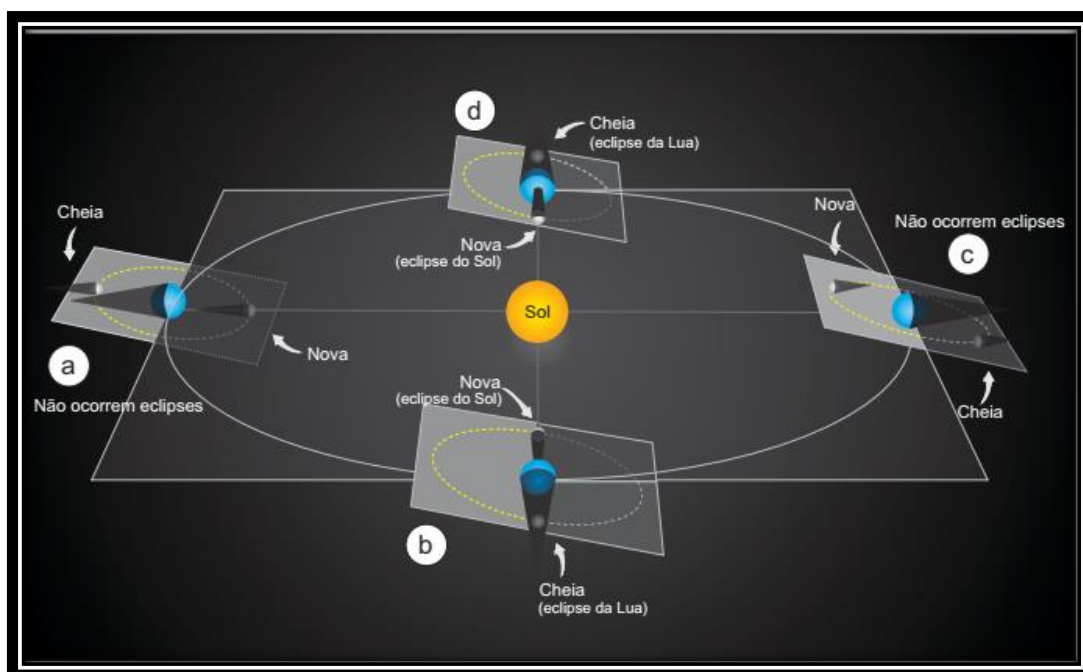 d
Cheia
(eclipse da Lua)
Cheia
Nova
Não ocorrem eclipses
c
Nova
(eclipse do Sol)
Sol
Nova
a
Não ocorrem eclipses
Nova
(eclipse do Sol)
Cheia
b
Cheia
(eclipse da Lua)